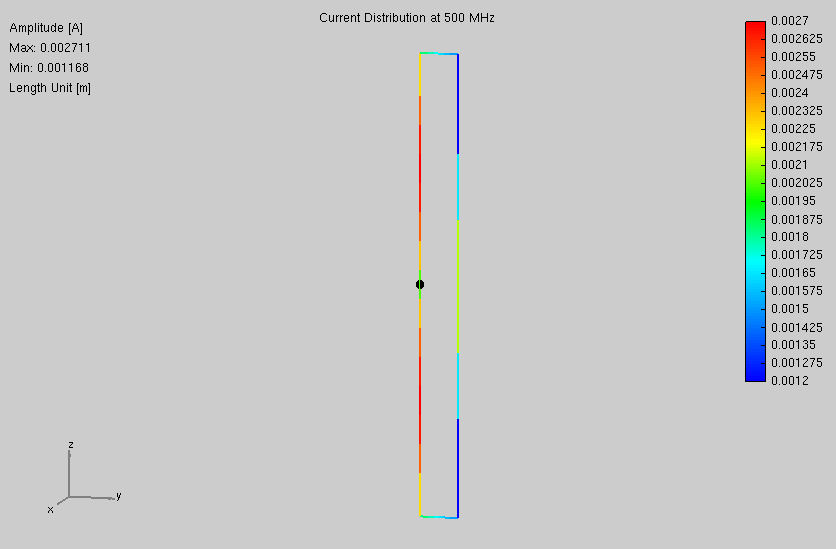 Current Distribution at 500 MHz
Amplitude [A]
Max: 0.002711
Min: 0.001168
Length Unit [m]
0.0027
0.002625
0.00255
0.002475
0.0024
0.002325
0.00225
0.002175
0.0021
0.002025
0.00195
0.001875
0.0018
0.001725
0.00165
0.001575
0.0015
0.001425
0.00135
0.001275
0.0012
z
y
x